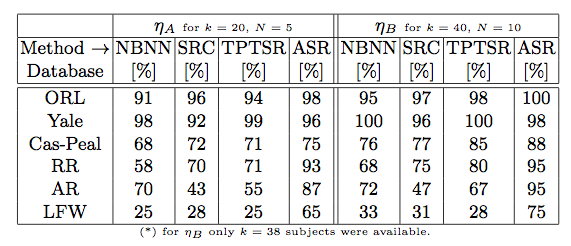 η_A for k = 20, N = 5 η_B for k = 40, N = 10
Method → NBNN SRC TPTSR ASR NBNN SRC TPTSR ASR
Database [%] [%] [%] [%] [%] [%] [%] [%]
ORL 91 96 94 98 95 97 98 100
Yale 98 92 99 96 100 96 100 98
Cas-Peal 68 72 71 75 76 77 85 88
RR 58 70 71 93 68 75 80 95
AR 70 43 55 87 72 47 67 95
LFW 25 28 25 65 33 31 28 75
(*) for η_B only k = 38 subjects were available.